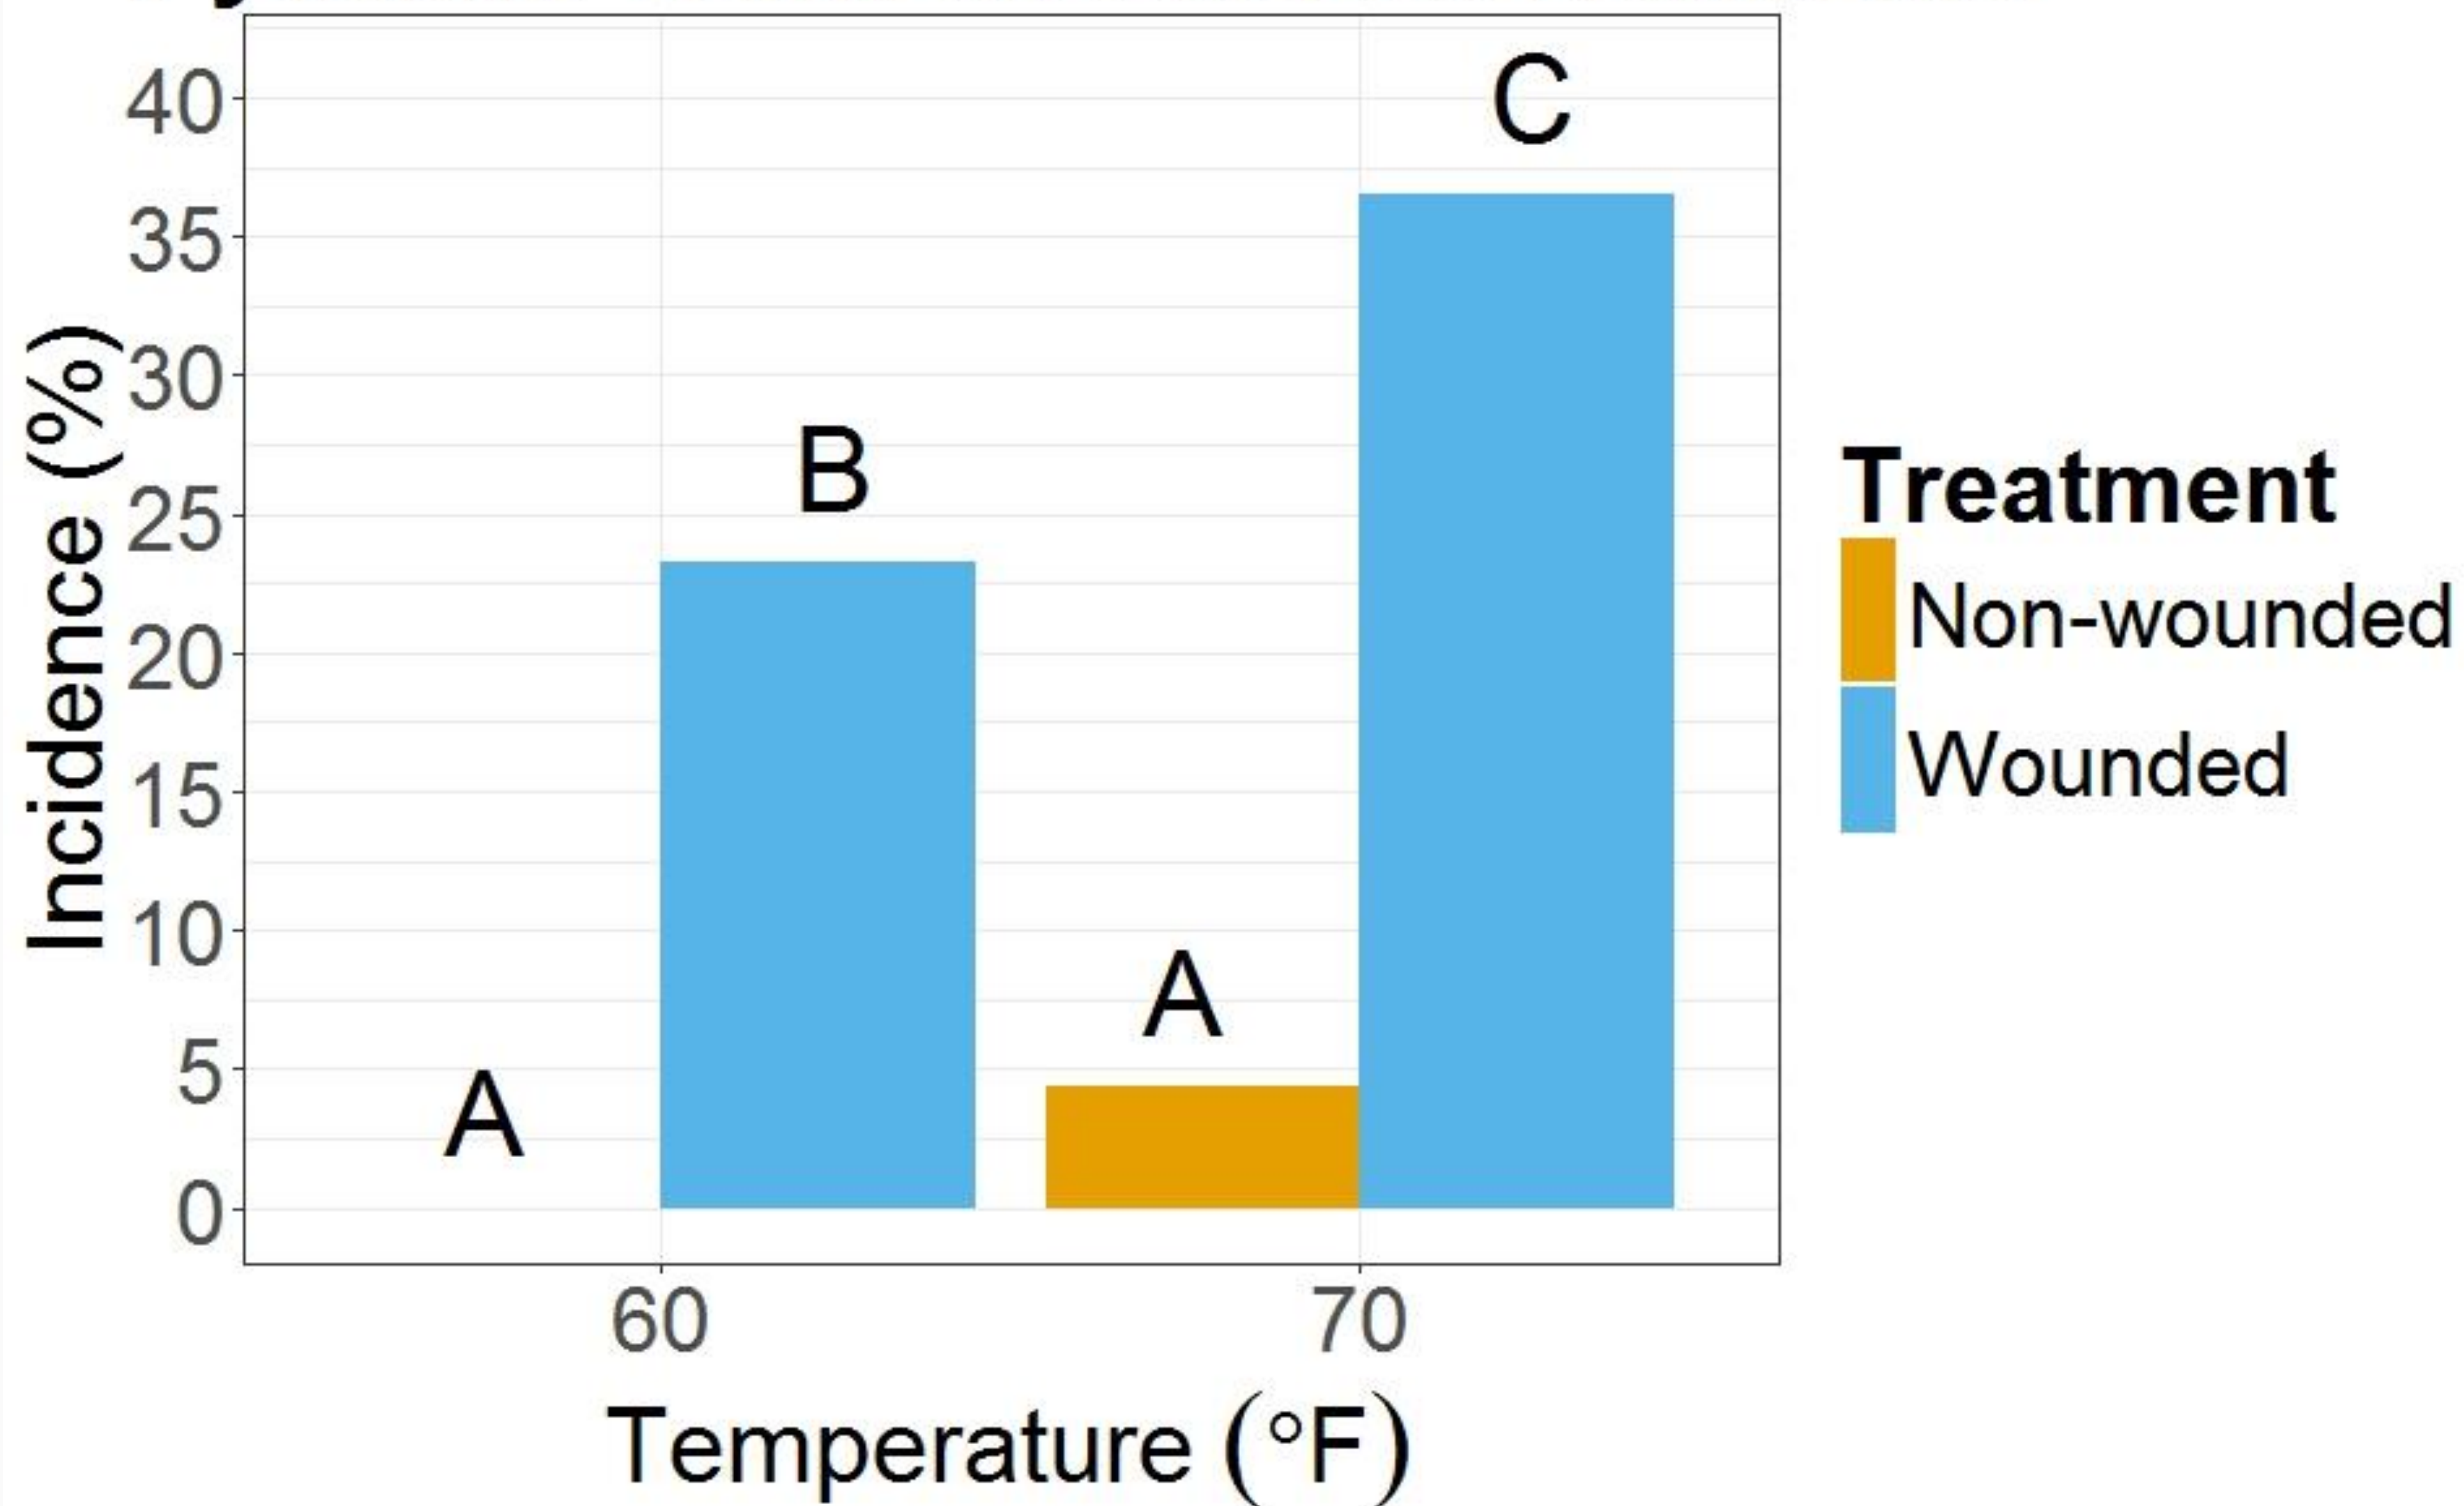 40
C
35
30
B
25
20
15
10
A
5
A
0
Incidence (%)
60
70
Temperature (°F)
Treatment
Non-wounded
Wounded